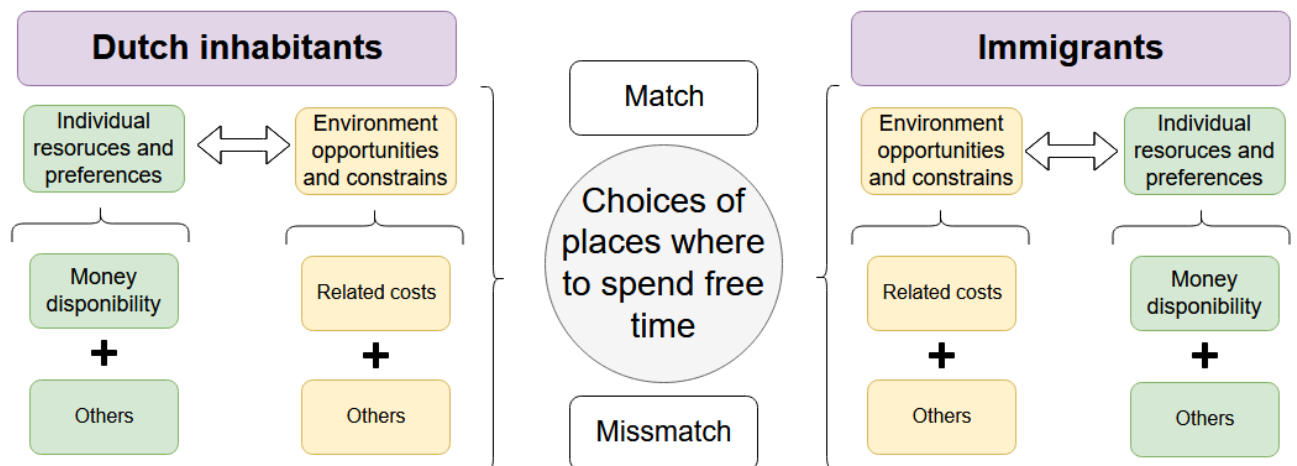 Dutch inhabitants
Individual
resoruces and
preferences
Environment
opportunities
and constrains
Money
disponibility
+
Others
Related costs
+
Others
Match
Choices of
places where
to spend free
time
Missmatch
Immigrants
Environment
opportunities
and constrains
Individual
resoruces and
preferences
Related costs
+
Others
Money
disponibility
+
Others